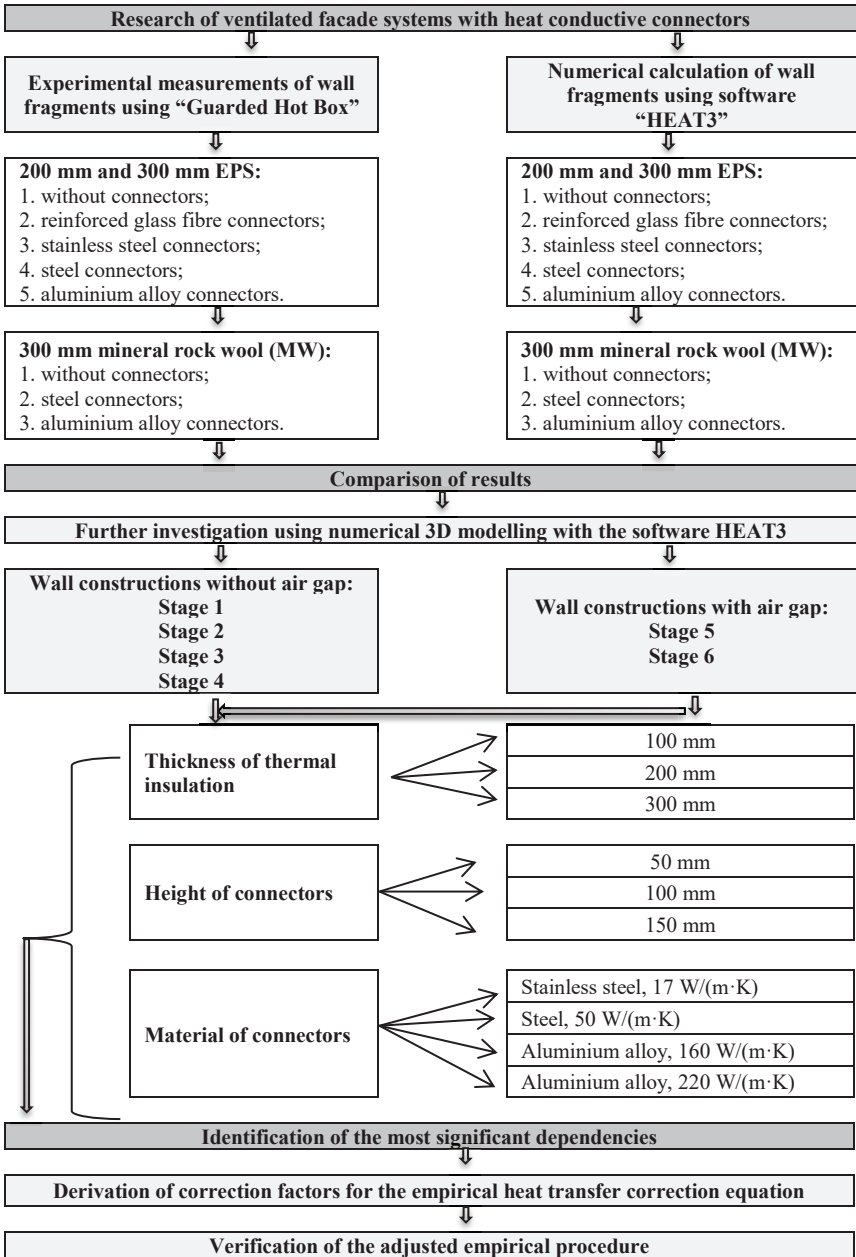 Research of ventilated facade systems with heat conductive connectors
Experimental measurements of wall
fragments using “Guarded Hot Box”
Numerical calculation of wall
fragments using software
“HEAT3”
200 mm and 300 mm EPS:
1. without connectors;
2. reinforced glass fibre connectors;
3. stainless steel connectors;
4. steel connectors;
5. aluminium alloy connectors.
200 mm and 300 mm EPS:
1. without connectors;
2. reinforced glass fibre connectors;
3. stainless steel connectors;
4. steel connectors;
5. aluminium alloy connectors.
300 mm mineral rock wool (MW):
1. without connectors;
2. steel connectors;
3. aluminium alloy connectors.
300 mm mineral rock wool (MW):
1. without connectors;
2. steel connectors;
3. aluminium alloy connectors.
Comparison of results
Further investigation using numerical 3D modelling with the software HEAT3
Wall constructions without air gap:
Stage 1
Stage 2
Stage 3
Stage 4
Wall constructions with air gap:
Stage 5
Stage 6
Thickness of thermal
insulation
100 mm
200 mm
300 mm
Height of connectors
50 mm
100 mm
150 mm
Material of connectors
Stainless steel, 17 W/(m·K)
Steel, 50 W/(m·K)
Aluminium alloy, 160 W/(m·K)
Aluminium alloy, 220 W/(m·K)
Identification of the most significant dependencies
Derivation of correction factors for the empirical heat transfer correction equation
Verification of the adjusted empirical procedure